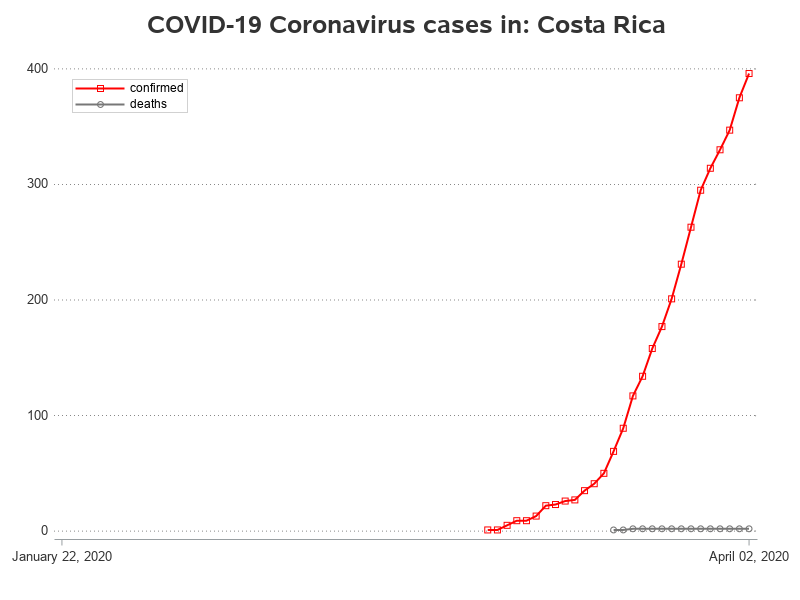 COVID-19 Coronavirus cases in: Costa Rica
400
confirmed
deaths
300
200
100
0
January 22, 2020
April 02, 2020